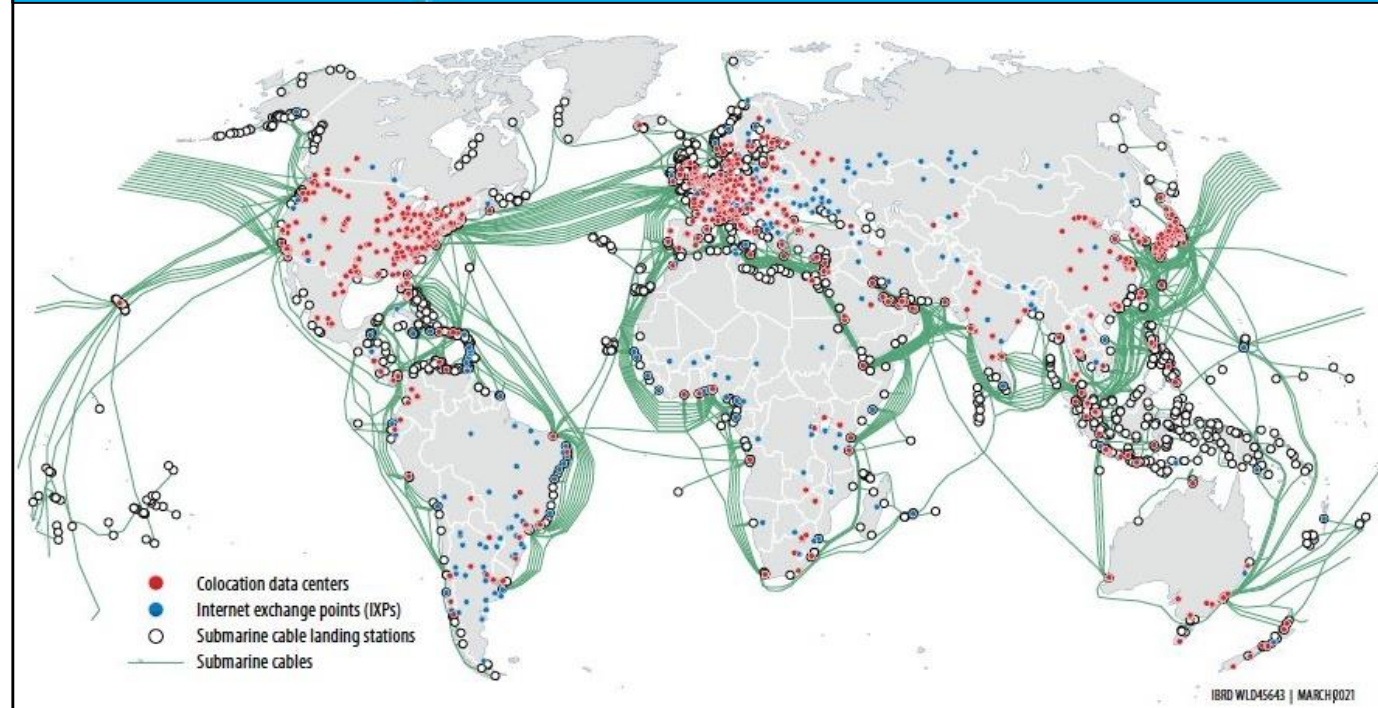 Colocation data centers
Internet exchange points (IXPs)
Submarine cable landing stations
Submarine cables
IBRD WLD45643 | MARCH 2021